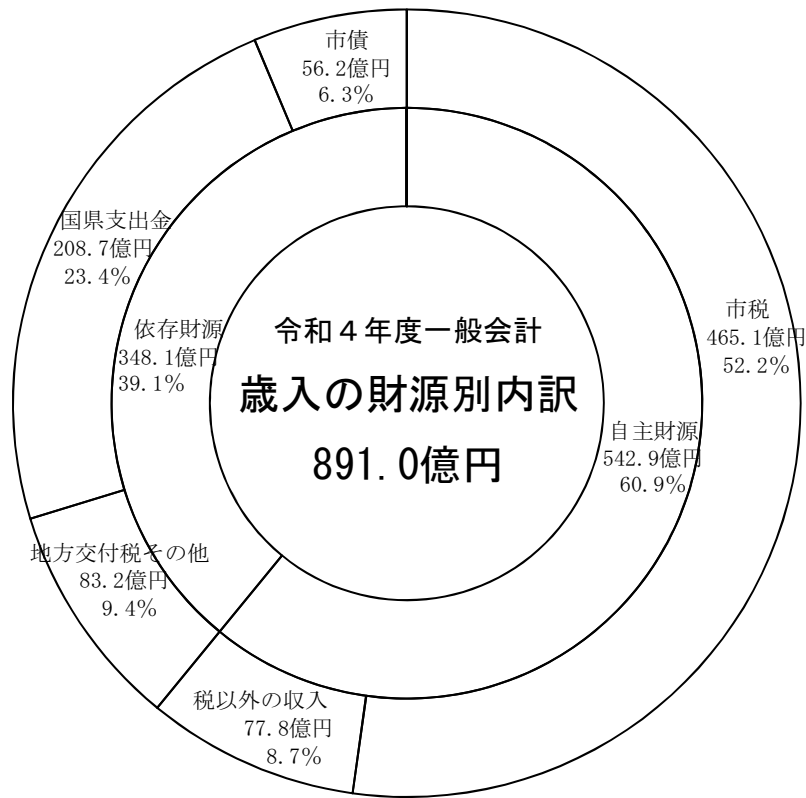 市債
56.2億円
6.3%
国県支出金
208.7億円
23.4%
依存財源
348.1億円
39.1%
令和４年度一般会計
歳入の財源別内訳
891.0億円
市税
465.1億円
52.2%
自主財源
542.9億円
60.9%
地方交付税その他
83.2億円
9.4%
税以外の収入
77.8億円
8.7%